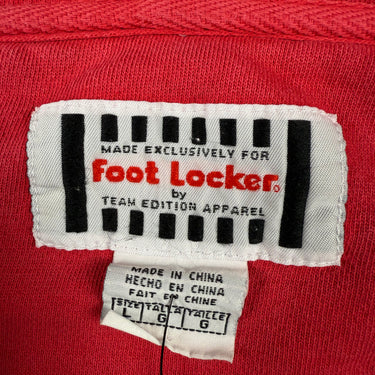 MADE EXCLUSIVELY FOR
Foot Locker®
by
TEAM EDITION APPAREL
MADE IN CHINA
HECHO EN CHINA
FAIT EN CHINE
SIZE TALLA TAILLE
L G G